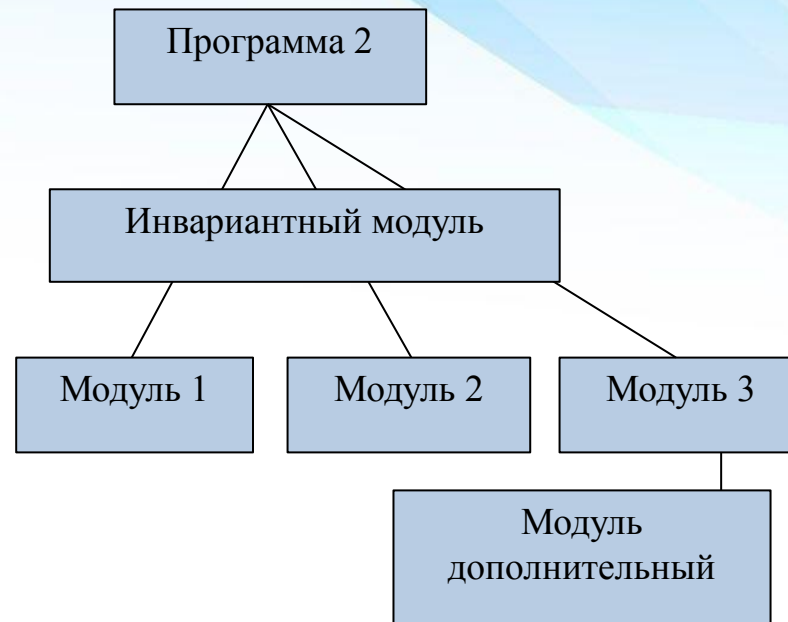 Программа 2
Инвариантный модуль
Модуль 1
Модуль 2
Модуль 3
Модуль
дополнительный